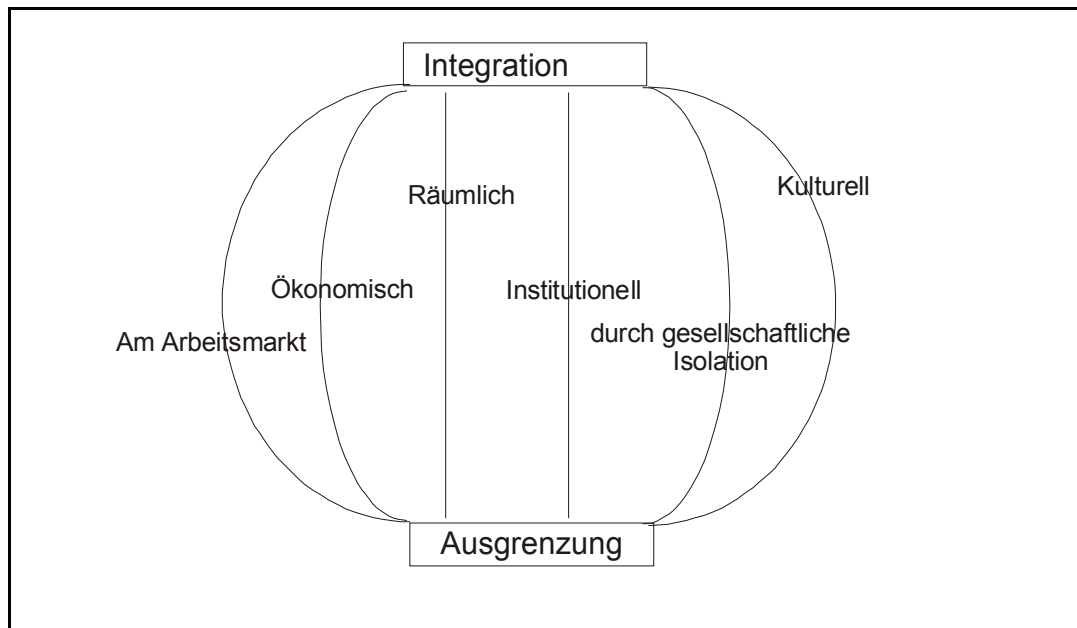 Integration
Kulturell
Räumlich
Ökonomisch
Institutionell
Am Arbeitsmarkt
durch gesellschaftliche
Isolation
Ausgrenzung